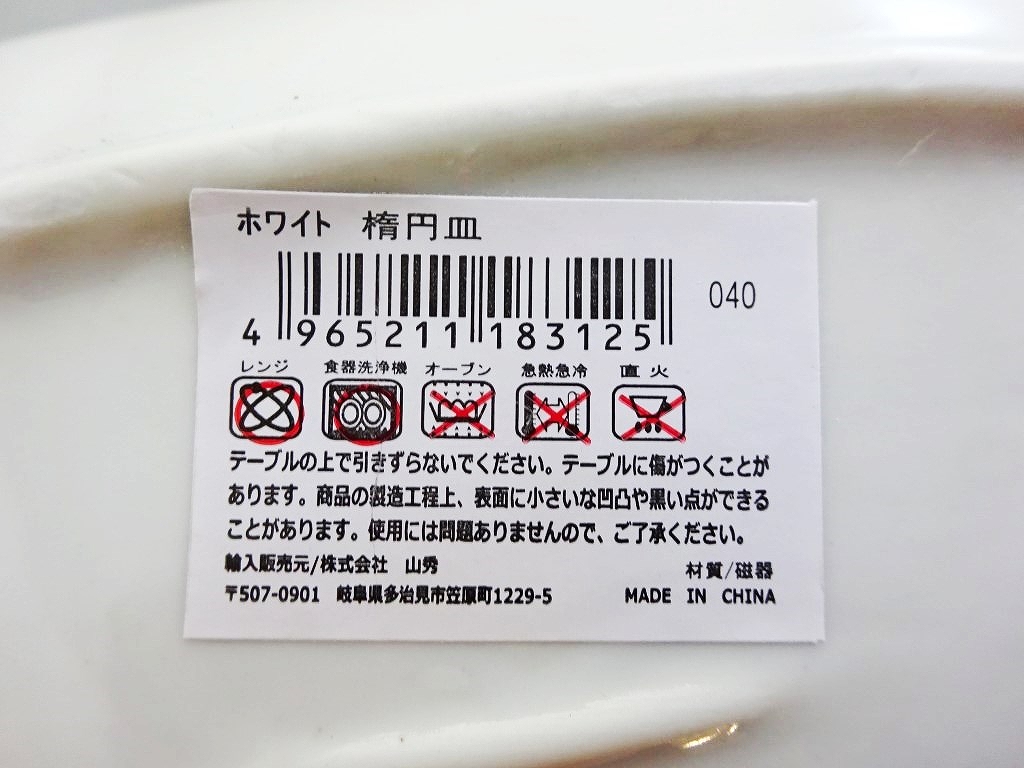 ホワイト 楕円皿
040
4 965211 183125
レンジ 食器洗浄機 オーブン 急熱急冷 直火
テーブルの上で引きずらないでください。テーブルに傷がつくことが
あります。商品の製造工程上、表面に小さいな凹凸や黒い点ができる
ことがあります。使用には問題ありませんので、ご了承ください。
輸入販売元/株式会社 山秀
材質/磁器
〒507-0901 岐阜県多治見市笠原町1229-5
MADE IN CHINA